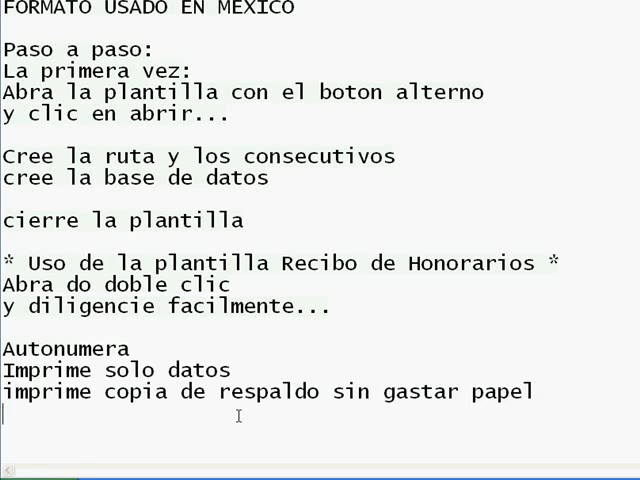 FORMATO USADO EN MEXICO
Paso a paso:
La primera vez:
Abra la plantilla con el boton alterno
y clic en abrir...
Cree la ruta y los consecutivos
cree la base de datos
cierre la plantilla
* Uso de la plantilla Recibo de Honorarios *
Abra do doble clic
y diligencie facilmente...
Autonumera
Imprime solo datos
imprime copia de respaldo sin gastar papel